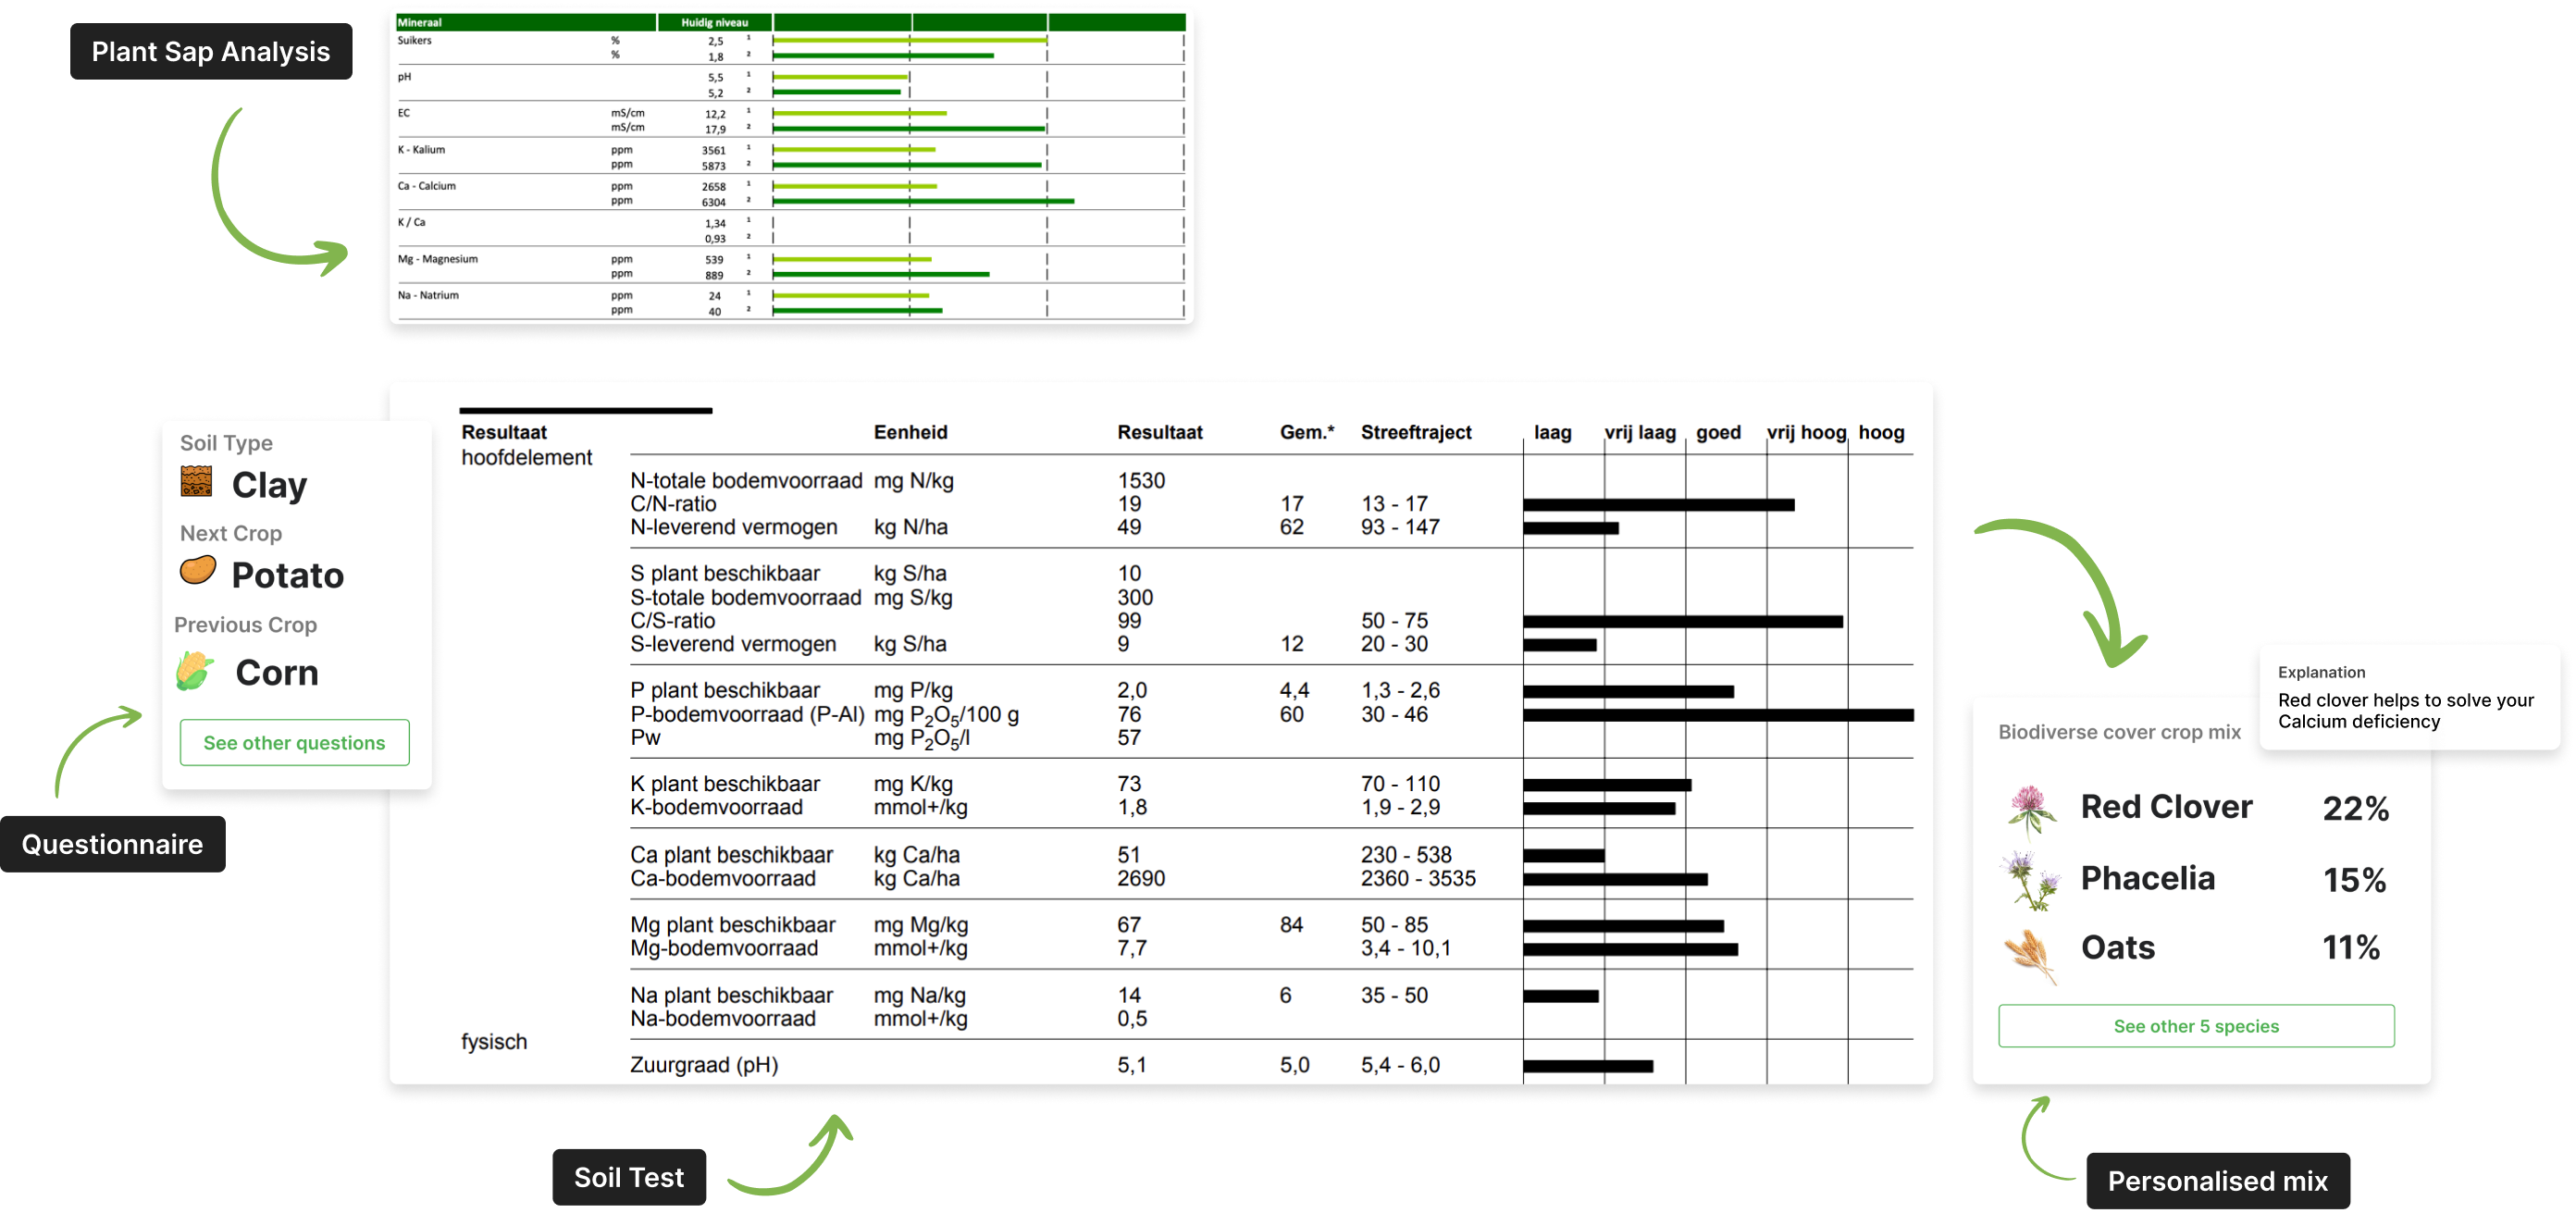 Plant Sap Analysis
Mineraal Huidig niveau
Suikers % 2,5 ¹
% 1,8 ²
pH 5,5 ¹
5,2 ²
EC mS/cm 12,2 ¹
mS/cm 17,9 ²
K - Kalium ppm 3561 ¹
ppm 5873 ²
Ca - Calcium ppm 2658 ¹
ppm 6304 ²
K / Ca 1,34 ¹
0,93 ²
Mg - Magnesium ppm 539 ¹
ppm 889 ²
Na - Natrium ppm 24 ¹
ppm 40 ²
Soil Type
Clay
Next Crop
Potato
Previous Crop
Corn
See other questions
Questionnaire
Resultaat Eenheid Resultaat Gem.* Streeftraject laag vrij laag goed vrij hoog hoog
hoofdelement
N-totale bodemvoorraad mg N/kg 1530
C/N-ratio 19 17 13 - 17
N-leverend vermogen kg N/ha 49 62 93 - 147
S plant beschikbaar kg S/ha 10
S-totale bodemvoorraad mg S/kg 300
C/S-ratio 99 50 - 75
S-leverend vermogen kg S/ha 9 12 20 - 30
P plant beschikbaar mg P/kg 2,0 4,4 1,3 - 2,6
P-bodemvoorraad (P-Al) mg P₂O₅/100 g 76 60 30 - 46
Pw mg P₂O₅/l 57
K plant beschikbaar mg K/kg 73 70 - 110
K-bodemvoorraad mmol+/kg 1,8 1,9 - 2,9
Ca plant beschikbaar kg Ca/ha 51 230 - 538
Ca-bodemvoorraad kg Ca/ha 2690 2360 - 3535
Mg plant beschikbaar mg Mg/kg 67 84 50 - 85
Mg-bodemvoorraad mmol+/kg 7,7 3,4 - 10,1
Na plant beschikbaar mg Na/kg 14 6 35 - 50
Na-bodemvoorraad mmol+/kg 0,5
fysisch
Zuurgraad (pH) 5,1 5,0 5,4 - 6,0
Soil Test
Explanation
Red clover helps to solve your
Calcium deficiency
Biodiverse cover crop mix
Red Clover 22%
Phacelia 15%
Oats 11%
See other 5 species
Personalised mix